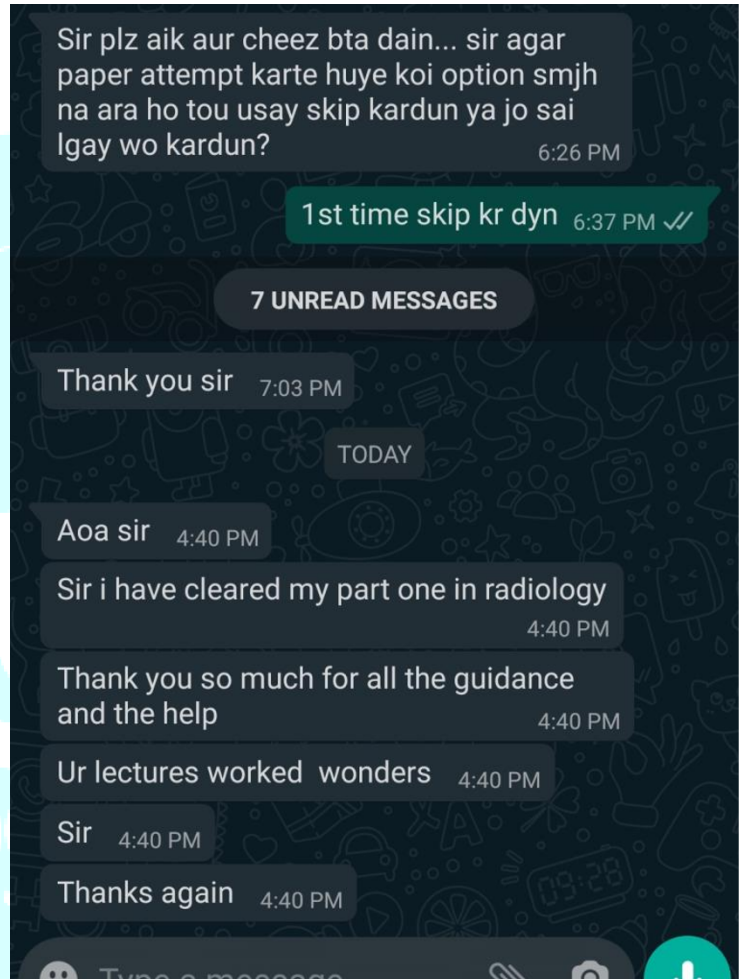 Sir plz aik aur cheez bta dain... sir agar
paper attempt karte huye koi option smjh
na ara ho tou usay skip kardun ya jo sai
lgay wo kardun?
6:26 PM
1st time skip kr dyn 6:37 PM
7 UNREAD MESSAGES
Thank you sir 7:03 PM
TODAY
Aoa sir 4:40 PM
Sir i have cleared my part one in radiology
4:40 PM
Thank you so much for all the guidance
and the help 4:40 PM
Ur lectures worked wonders 4:40 PM
Sir 4:40 PM
Thanks again 4:40 PM
Type a message